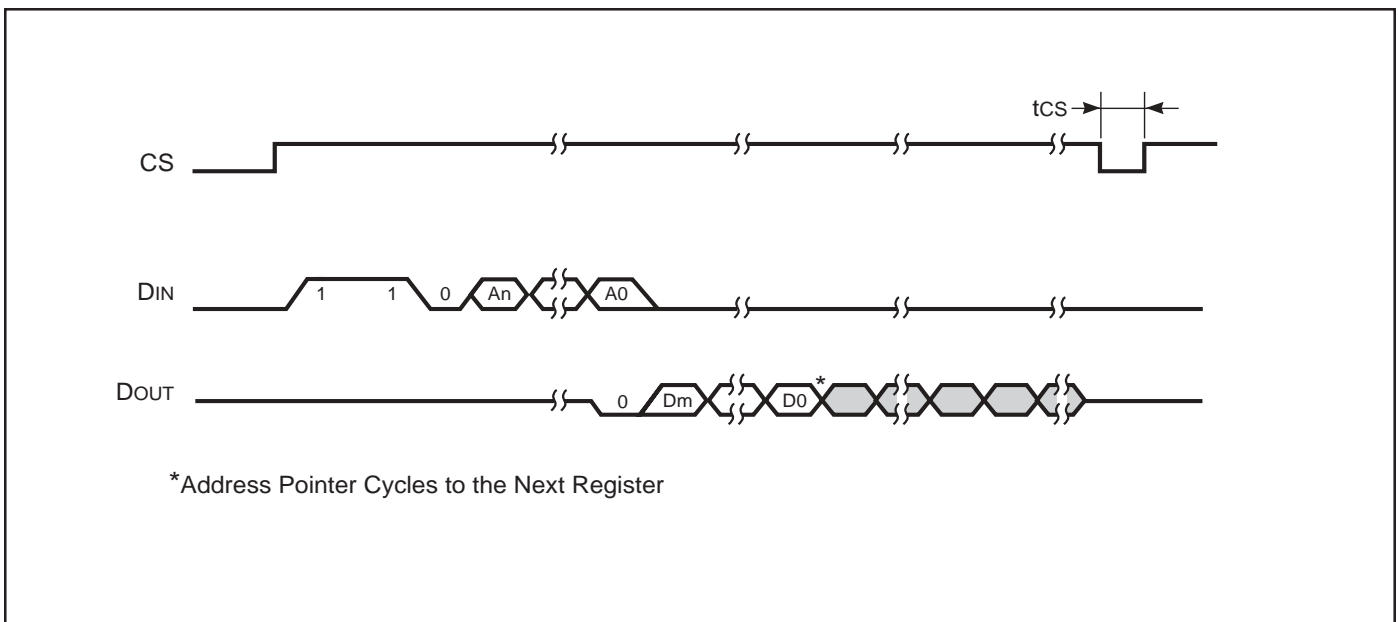 tCS
CS
DIN 1 1 0 An A0
DOUT 0 Dm D0 *
*Address Pointer Cycles to the Next Register